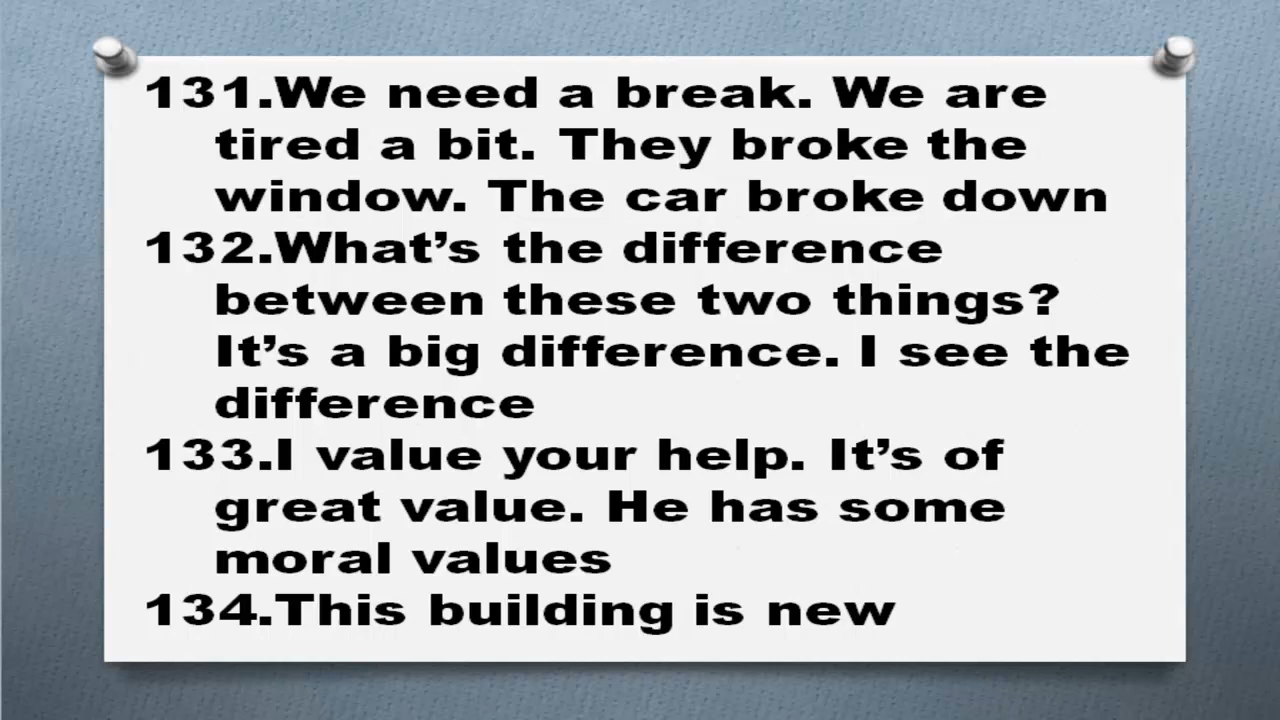 131.We need a break. We are
tired a bit. They broke the
window. The car broke down
132.What’s the difference
between these two things?
It’s a big difference. I see the
difference
133.I value your help. It’s of
great value. He has some
moral values
134.This building is new